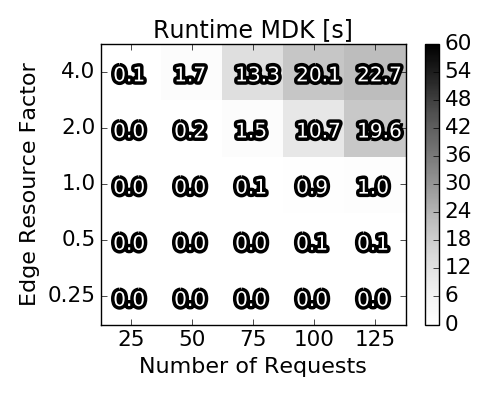 Runtime MDK [s]
Edge Resource Factor
4.0 0.1 1.7 13.3 20.1 22.7
2.0 0.0 0.2 1.5 10.7 19.6
1.0 0.0 0.0 0.1 0.9 1.0
0.5 0.0 0.0 0.0 0.1 0.1
0.25 0.0 0.0 0.0 0.0 0.0
25 50 75 100 125
Number of Requests
60
54
48
42
36
30
24
18
12
6
0